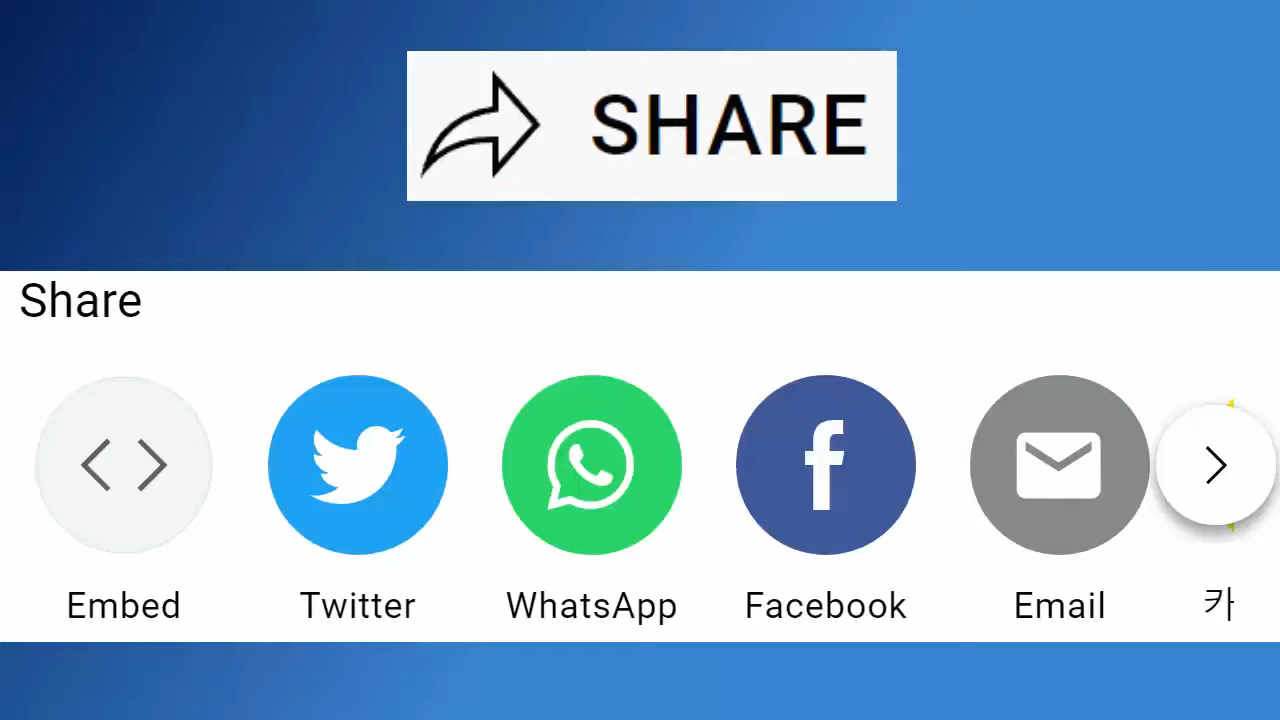 SHARE
Share
Embed
Twitter
WhatsApp
Facebook
Email
카